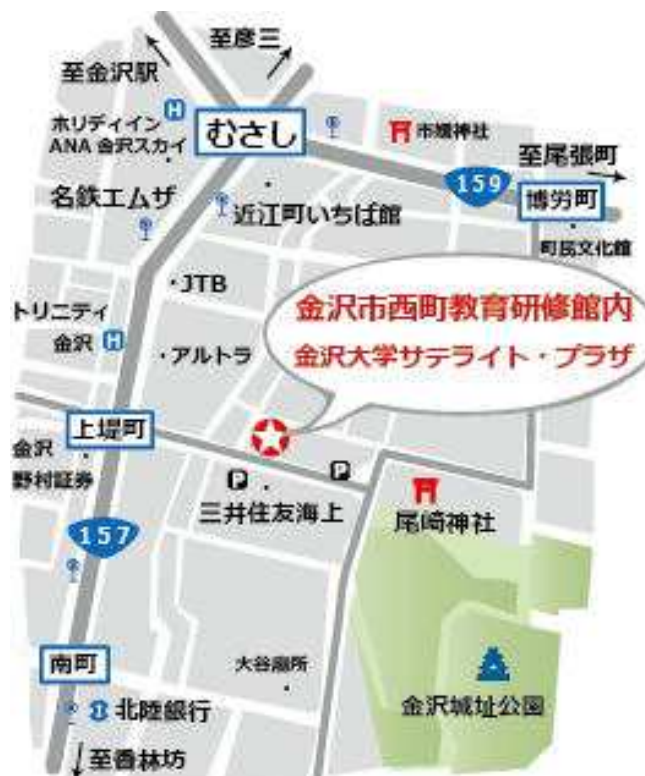 至彦三
至金沢駅
H
ホリディイン
ANA 金沢スカイ
むさし
市媛神社
至尾張町
159
博労町
名鉄エムザ
近江町いちば館
町民文化館
・JTB
金沢市西町教育研修館内
金沢大学サテライト・プラザ
トリニティ
金沢
H
・アルトラ
上堤町
金沢
野村証券
P
P
三井住友海上
尾崎神社
157
南町
大谷廟所
北陸銀行
金沢城址公園
至香林坊